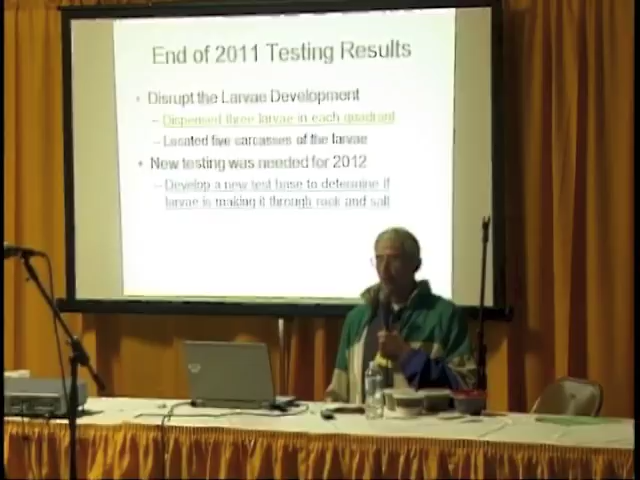 End of 2011 Testing Results
• Disrupt the Larvae Development
– Dispensed three larvae in each quadrant
– Located five carcasses of the larvae
• New testing was needed for 2012
– Develop a new test base to determine if
larvae is making it through rock and salt